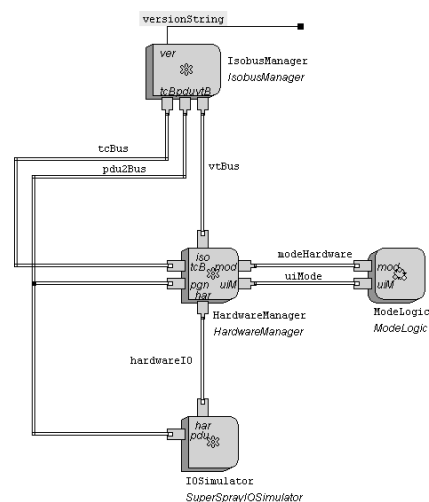 versionString
ver
IsobusManager
IsobusManager
tcBpduvtB
tcBus
pdu2Bus
vtBus
iso
tcB mod
pgn uiM
har
modeHardware
uiMode
mod
uiM
ModeLogic
ModeLogic
HardwareManager
HardwareManager
hardwareIO
har
pdu
IOSimulator
SuperSprayIOSimulator